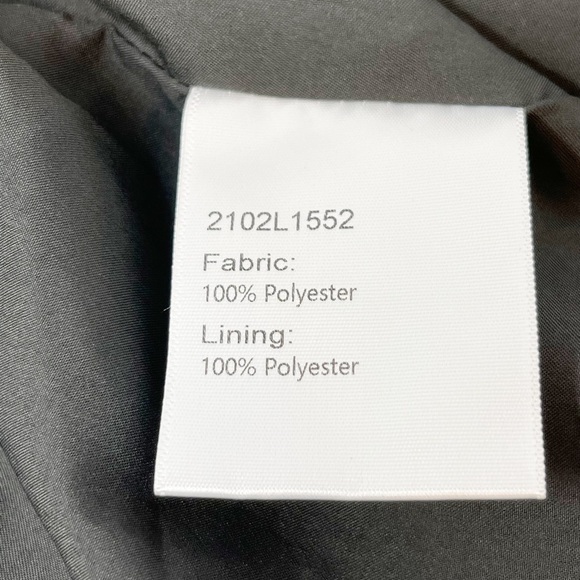 2102L1552
Fabric:
100% Polyester
Lining:
100% Polyester